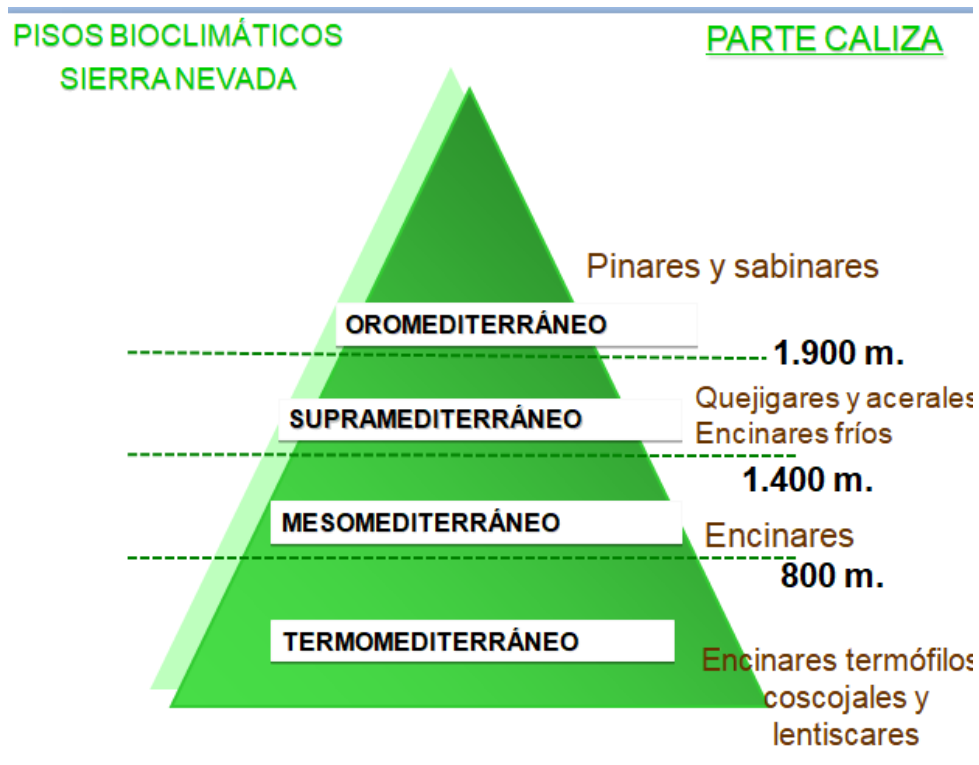 PISOS BIOCLIMÁTICOS
SIERRA NEVADA
PARTE CALIZA
Pinares y sabinares
OROMEDITERRÁNEO
1.900 m.
SUPRAMEDITERRÁNEO
Quejigares y acerales
Encinares fríos
1.400 m.
MESOMEDITERRÁNEO
Encinares
800 m.
TERMOMEDITERRÁNEO
Encinares termófilos
coscojales y
lentiscares